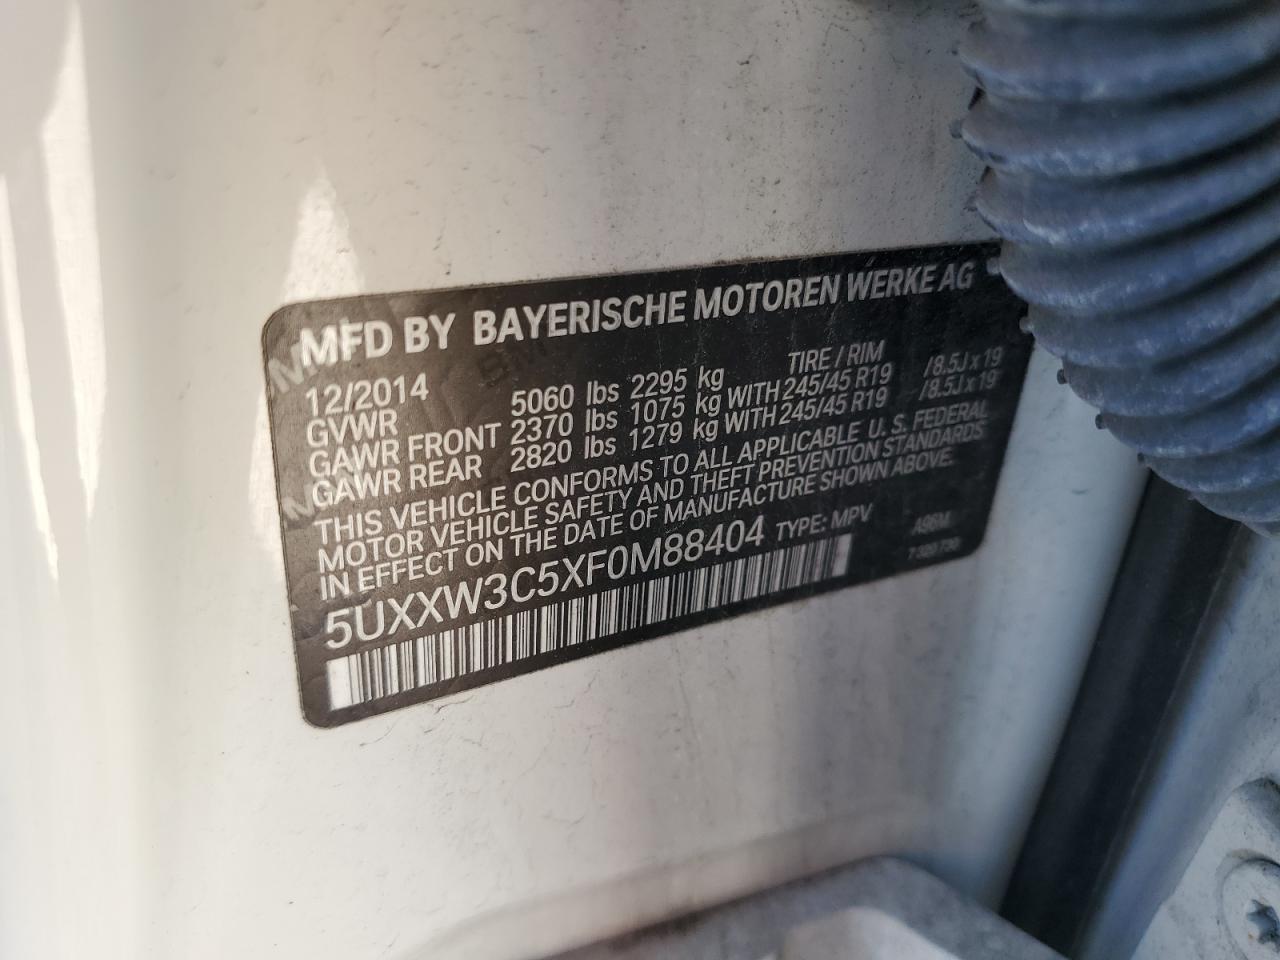 MFD BY BAYERISCHE MOTOREN WERKE AG
12/2014 TIRE / RIM
GVWR 5060 lbs 2295 kg
GAWR FRONT 2370 lbs 1075 kg WITH 245/45 R19 /8.5J x 19
GAWR REAR 2820 lbs 1279 kg WITH 245/45 R19 /8.5J x 19
THIS VEHICLE CONFORMS TO ALL APPLICABLE U. S. FEDERAL
MOTOR VEHICLE SAFETY AND THEFT PREVENTION STANDARDS
IN EFFECT ON THE DATE OF MANUFACTURE SHOWN ABOVE.
5UXXW3C5XF0M88404 TYPE: MPV
7 320 730